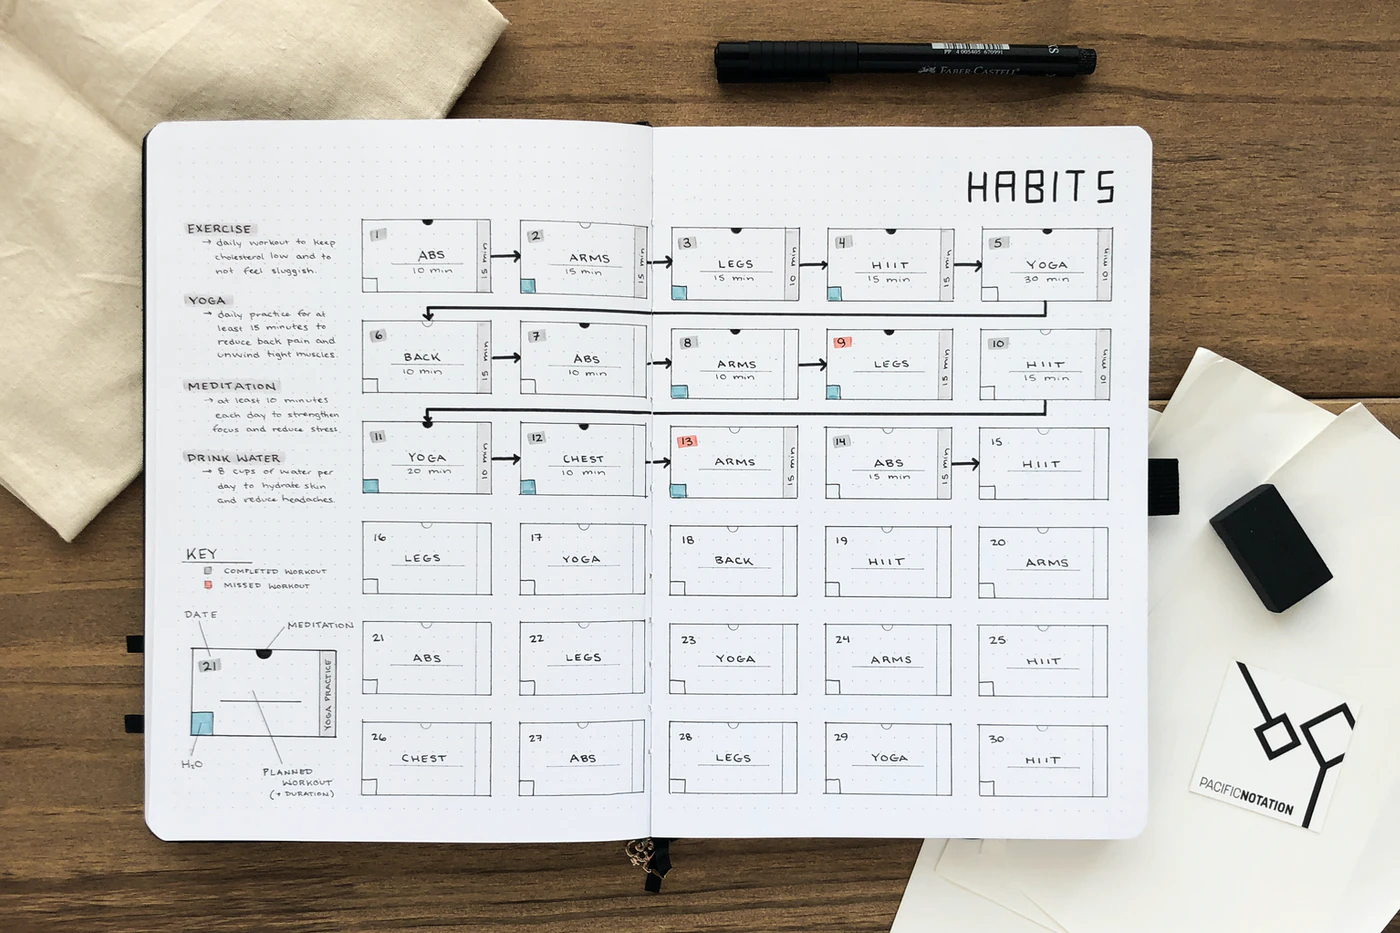 KS
PP 4 005405 670991
FABER CASTELL
HABITS
EXERCISE
→ daily workout to keep
cholesterol low and to
not feel sluggish.
YOGA
→ daily practice for at
least 15 minutes to
reduce back pain and
unwind tight muscles.
MEDITATION
→ at least 10 minutes
each day to strengthen
focus and reduce stress.
DRINK WATER
→ 8 cups of water per
day to hydrate skin
and reduce headaches.
KEY
COMPLETED WORKOUT
MISSED WORKOUT
DATE
MEDITATION
21
YOGA PRACTICE
H₂O
PLANNED
WORKOUT
(+ DURATION)
1
ABS
10 min
15 min
2
ARMS
15 min
15 min
3
LEGS
15 min
10 min
4
HIIT
15 min
15 min
5
YOGA
30 min
10 min
6
BACK
10 min
15 min
7
ABS
10 min
8
ARMS
10 min
9
LEGS
15 min
10
HIIT
15 min
10 min
11
YOGA
20 min
10 min
12
CHEST
10 min
13
ARMS
15 min
14
ABS
15 min
15 min
15
HIIT
16
LEGS
17
YOGA
18
BACK
19
HIIT
20
ARMS
21
ABS
22
LEGS
23
YOGA
24
ARMS
25
HIIT
26
CHEST
27
ABS
28
LEGS
29
YOGA
30
HIIT
PACIFICNOTATION